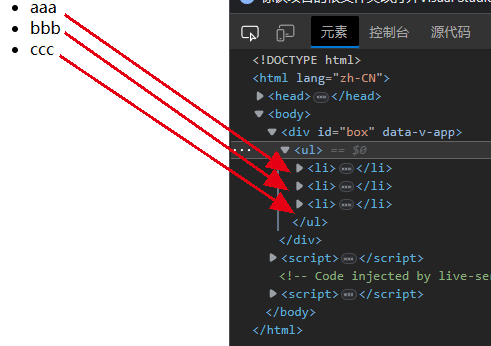 aaa
bbb
ccc
元素
控制台
源代码
<!DOCTYPE html>
<html lang="zh-CN">
<head> ••• </head>
<body>
<div id="box" data-v-app>
••• <ul> == $0
<li> ••• </li>
<li> ••• </li>
<li> ••• </li>
</ul>
</div>
<script> ••• </script>
<!-- Code injected by live-se
<script> ••• </script>
</body>
</html>